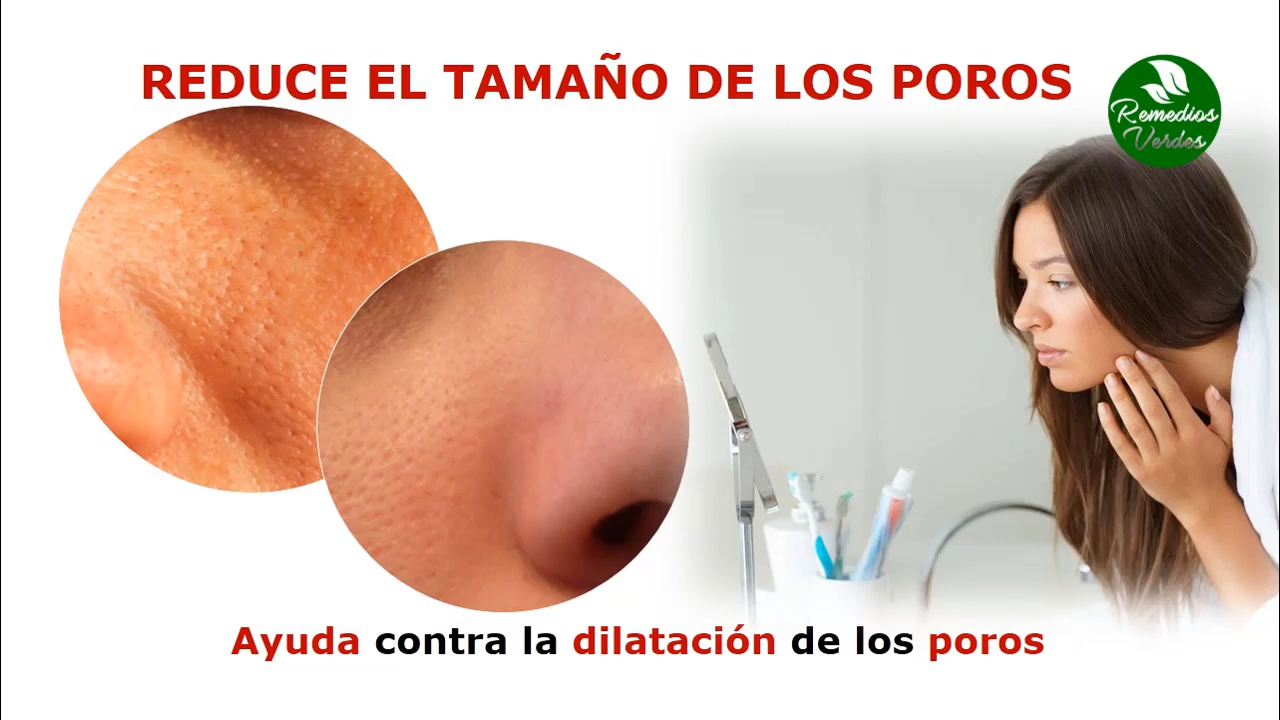 REDUCE EL TAMAÑO DE LOS POROS
Remedios
Verdes
Ayuda contra la dilatación de los poros